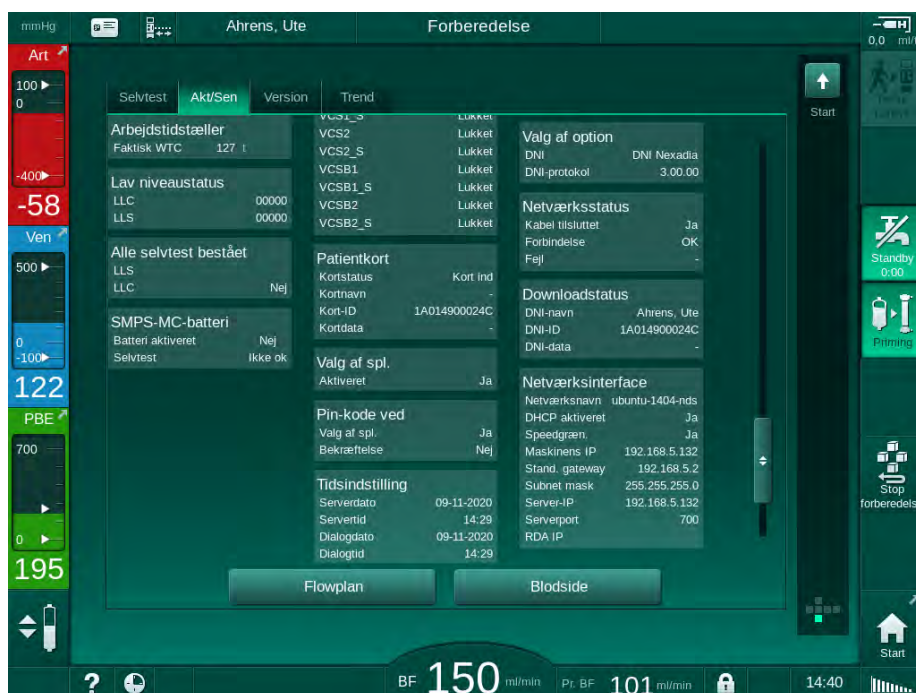 mmHg
Ahrens, Ute
Forberedelse
0,0 ml/
Art
100
0
-400
-58
Ven
500
0
-100
122
PBE
700
0
195
Selvtest Akt/Sen Version Trend
Start
Arbejdstidstæller
Faktisk WTC 127 t
Lav niveaustatus
LLC 00000
LLS 00000
Alle selvtest bestået
LLS
LLC Nej
SMPS-MC-batteri
Batteri aktiveret Nej
Selvtest Ikke ok
VCS1_S Lukket
VCS2 Lukket
VCS2_S Lukket
VCSB1 Lukket
VCSB1_S Lukket
VCSB2 Lukket
VCSB2_S Lukket
Patientkort
Kortstatus Kort ind
Kortnavn -
Kort-ID 1A014900024C
Kortdata -
Valg af spl.
Aktiveret Ja
Pin-kode ved
Valg af spl. Ja
Bekræftelse Nej
Tidsindstilling
Serverdato 09-11-2020
Servertid 14:29
Dialogdato 09-11-2020
Dialogtid 14:29
Valg af option
DNI DNI Nexadia
DNI-protokol 3.00.00
Netværksstatus
Kabel tilsluttet Ja
Forbindelse OK
Fejl -
Downloadstatus
DNI-navn Ahrens, Ute
DNI-ID 1A014900024C
DNI-data -
Netværksinterface
Netværksnavn ubuntu-1404-nds
DHCP aktiveret Ja
Speedgræn. Ja
Maskinens IP 192.168.5.132
Stand. gateway 192.168.5.2
Subnet mask 255.255.255.0
Server-IP 192.168.5.132
Serverport 700
RDA IP
Flowplan
Blodside
Standby
0:00
Priming
Stop
forberedels
Start
? BF 150 ml/min Pr. BF 101 ml/min 14:40